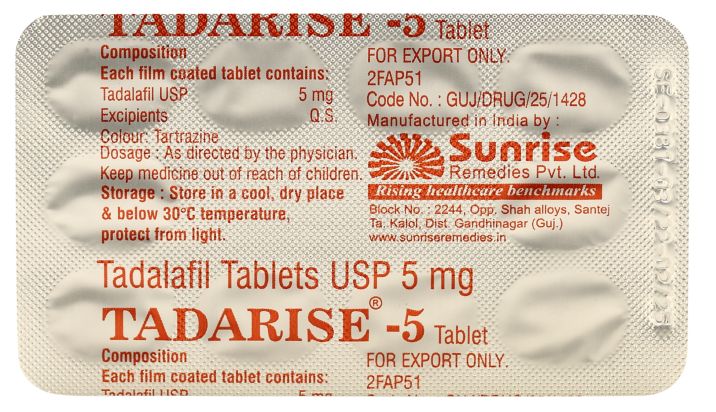 TADARISE -5 Tablet
Composition
Each film coated tablet contains:
Tadalafil USP 5 mg
Excipients Q.S.
Colour: Tartrazine
Dosage : As directed by the physician.
Keep medicine out of reach of children.
Storage : Store in a cool, dry place
& below 30°C temperature,
protect from light.
FOR EXPORT ONLY.
2FAP51
Code No. : GUJ/DRUG/25/1428
Manufactured in India by :
Sunrise
Remedies Pvt. Ltd.
Rising healthcare benchmarks
Block No. : 2244, Opp. Shah alloys, Santej
Ta. Kalol, Dist. Gandhinagar (Guj.)
www.sunriseremedies.in
Tadalafil Tablets USP 5 mg
TADARISE® -5 Tablet
Composition
Each film coated tablet contains:
Tadalafil USP 5 mg
FOR EXPORT ONLY.
2FAP51